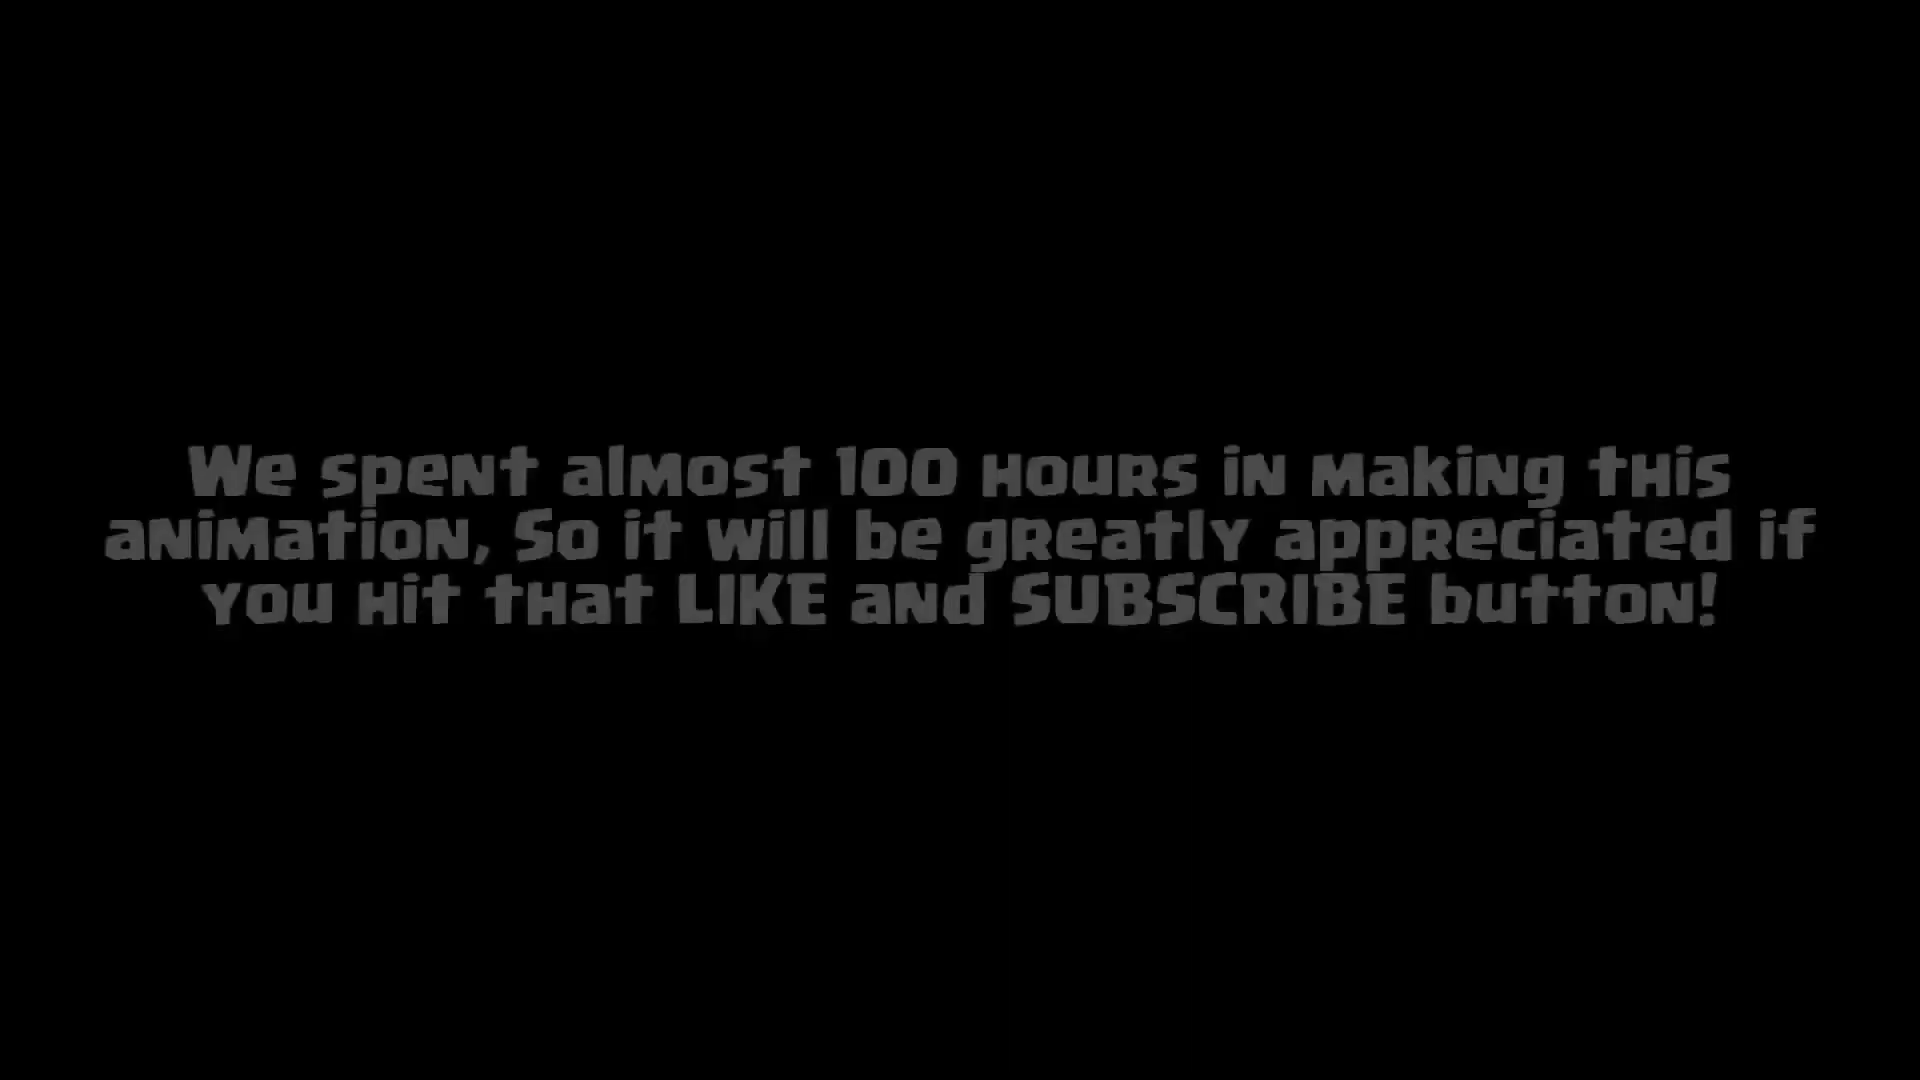 We spent almost 100 hours in making this
animation, So it will be greatly appreciated if
you hit that LIKE and SUBSCRIBE button!